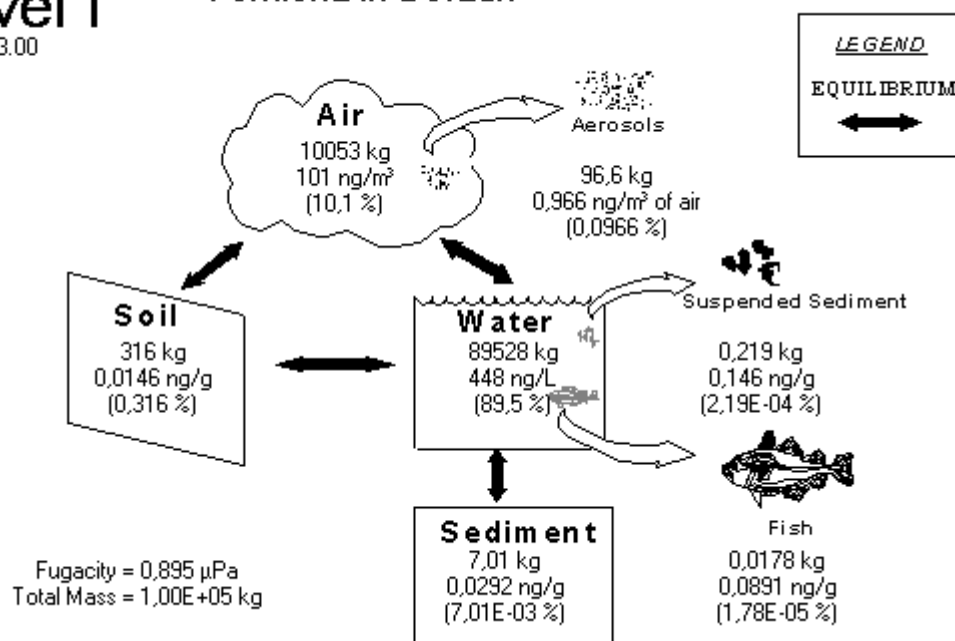 3.00
LEGEND
EQUILIBRIUM
Air
10053 kg
101 ng/m³
(10,1 %)
Aerosols
96,6 kg
0,966 ng/m³ of air
(0,0966 %)
Soil
316 kg
0,0146 ng/g
(0,316 %)
Water
89528 kg
448 ng/L
(89,5 %)
Suspended Sediment
0,219 kg
0,146 ng/g
(2,19E-04 %)
Sediment
7,01 kg
0,0292 ng/g
(7,01E-03 %)
Fish
0,0178 kg
0,0891 ng/g
(1,78E-05 %)
Fugacity = 0,895 µPa
Total Mass = 1,00E+05 kg